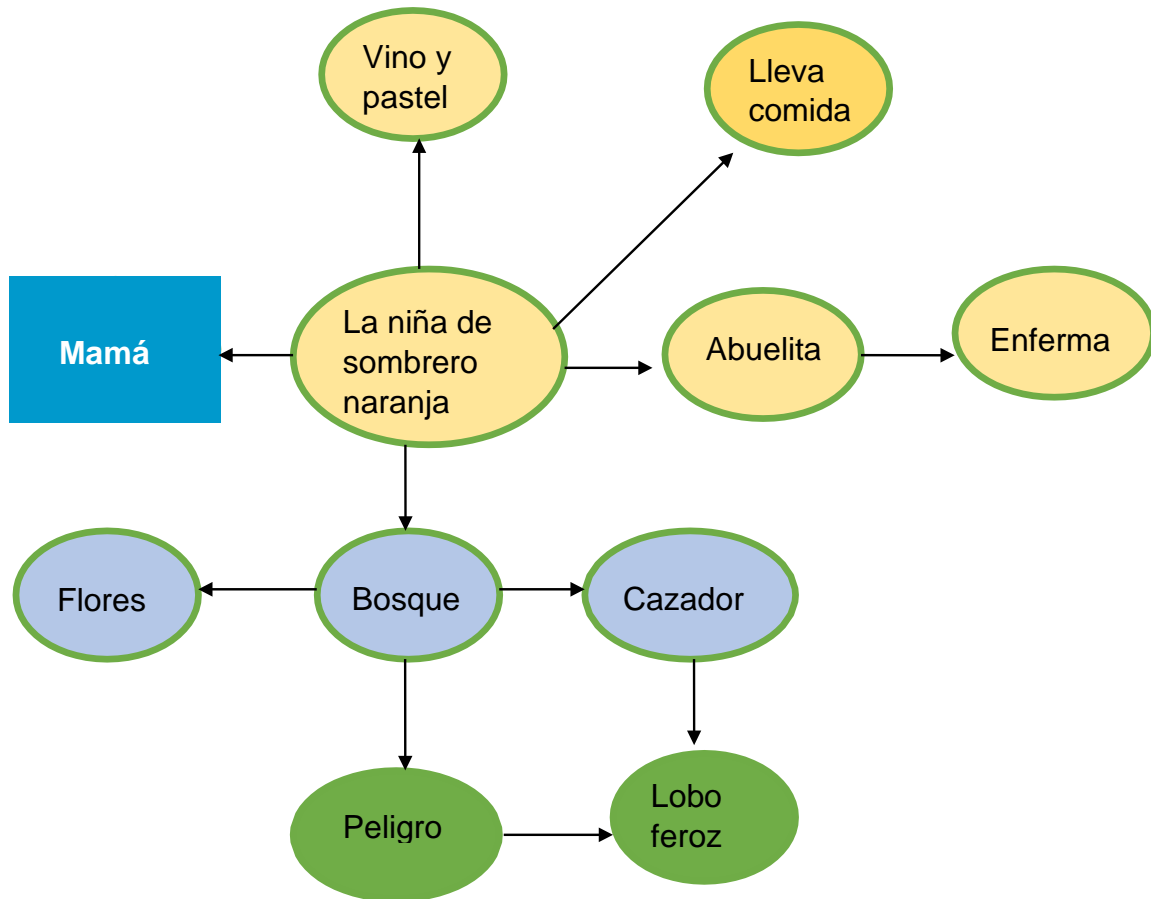 Vino y
pastel
Lleva
comida
Mamá
La niña de
sombrero
naranja
Abuelita
Enferma
Flores
Bosque
Cazador
Peligro
Lobo
feroz